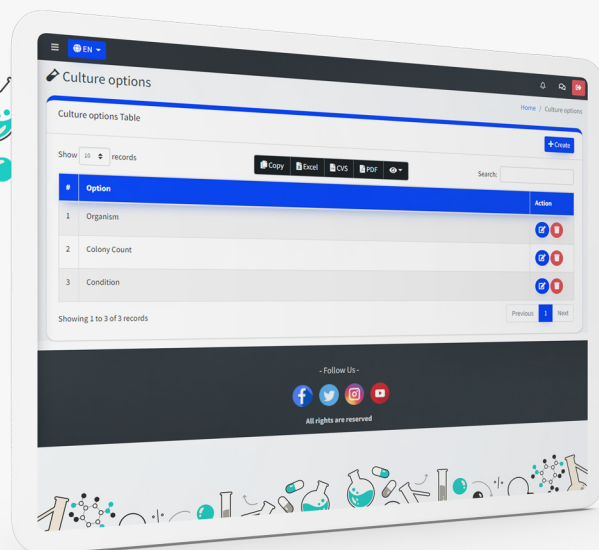 EN
Culture options
Home / Culture options
Culture options Table
+ Create
Show 10 records
Copy Excel CVS PDF
Search:
# Option Action
1 Organism
2 Colony Count
3 Condition
Showing 1 to 3 of 3 records
Previous 1 Next
- Follow Us -
All rights are reserved